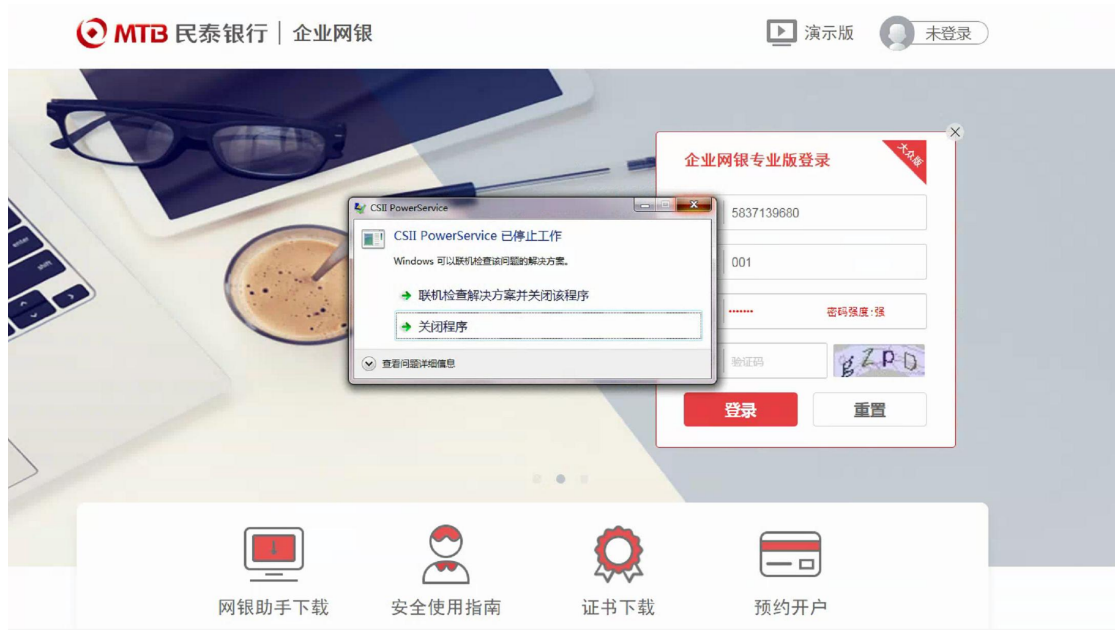 MTB 民泰银行 企业网银
演示版
未登录
企业网银专业版登录
大众版
5837139680
001
密码强度:强
验证码
gZPD
登录
重置
CSII PowerService
CSII PowerService 已停止工作
Windows 可以联机检查该问题的解决方案。
联机检查解决方案并关闭该程序
关闭程序
查看问题详细信息
enter
shift
网银助手下载
安全使用指南
证书下载
预约开户